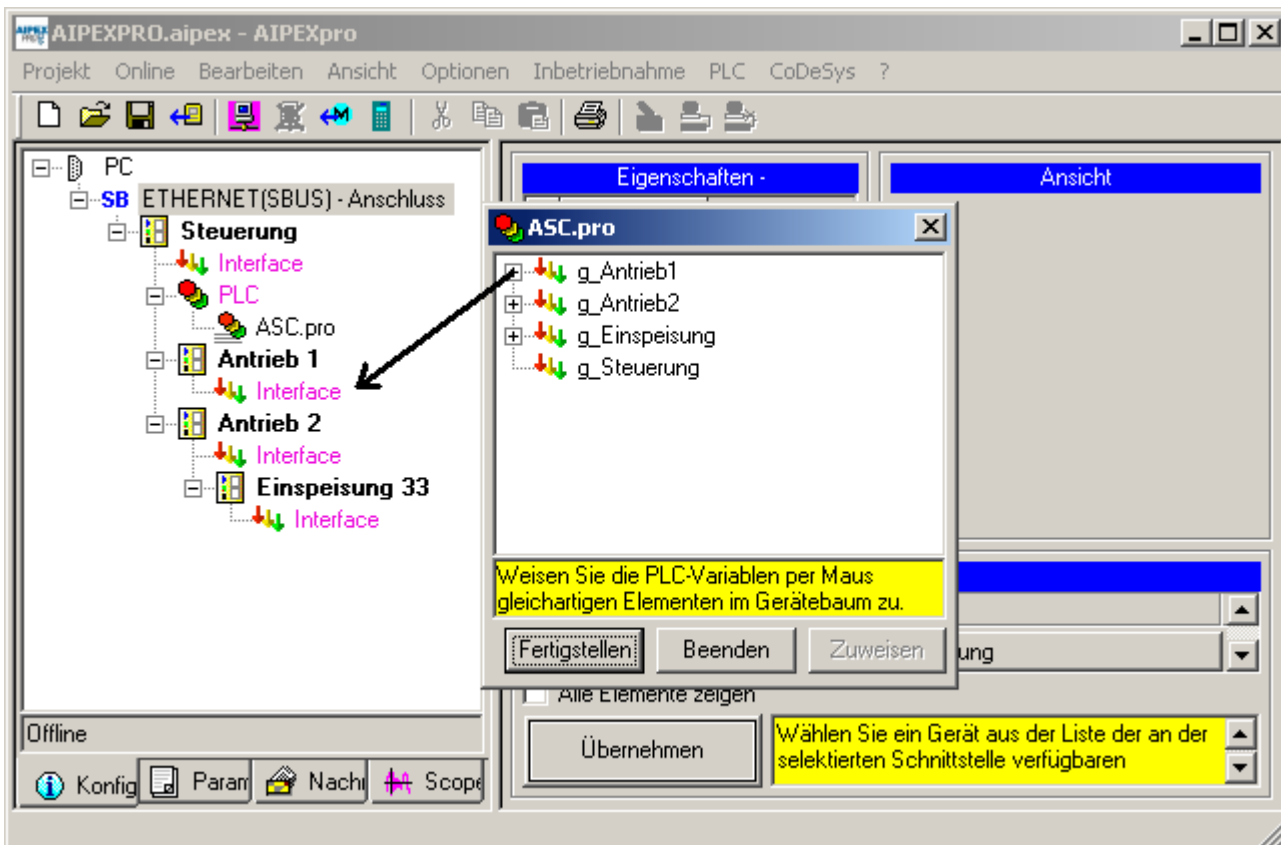 AIPEXPRO.aipex - AIPEXpro
Projekt Online Bearbeiten Ansicht Optionen Inbetriebnahme PLC CoDeSys ?
PC
SB ETHERNET(SBUS) - Anschluss
Steuerung
Interface
PLC
ASC.pro
Antrieb 1
Interface
Antrieb 2
Interface
Einspeisung 33
Interface
Offline
Konfig Param Nachr Scope
Eigenschaften -
Ansicht
ASC.pro
g_Antrieb1
g_Antrieb2
g_Einspeisung
g_Steuerung
Weisen Sie die PLC-Variablen per Maus
gleichartigen Elementen im Gerätebaum zu.
Fertigstellen Beenden Zuweisen
ung
Alle Elemente zeigen
Übernehmen
Wählen Sie ein Gerät aus der Liste der an der
selektierten Schnittstelle verfügbaren